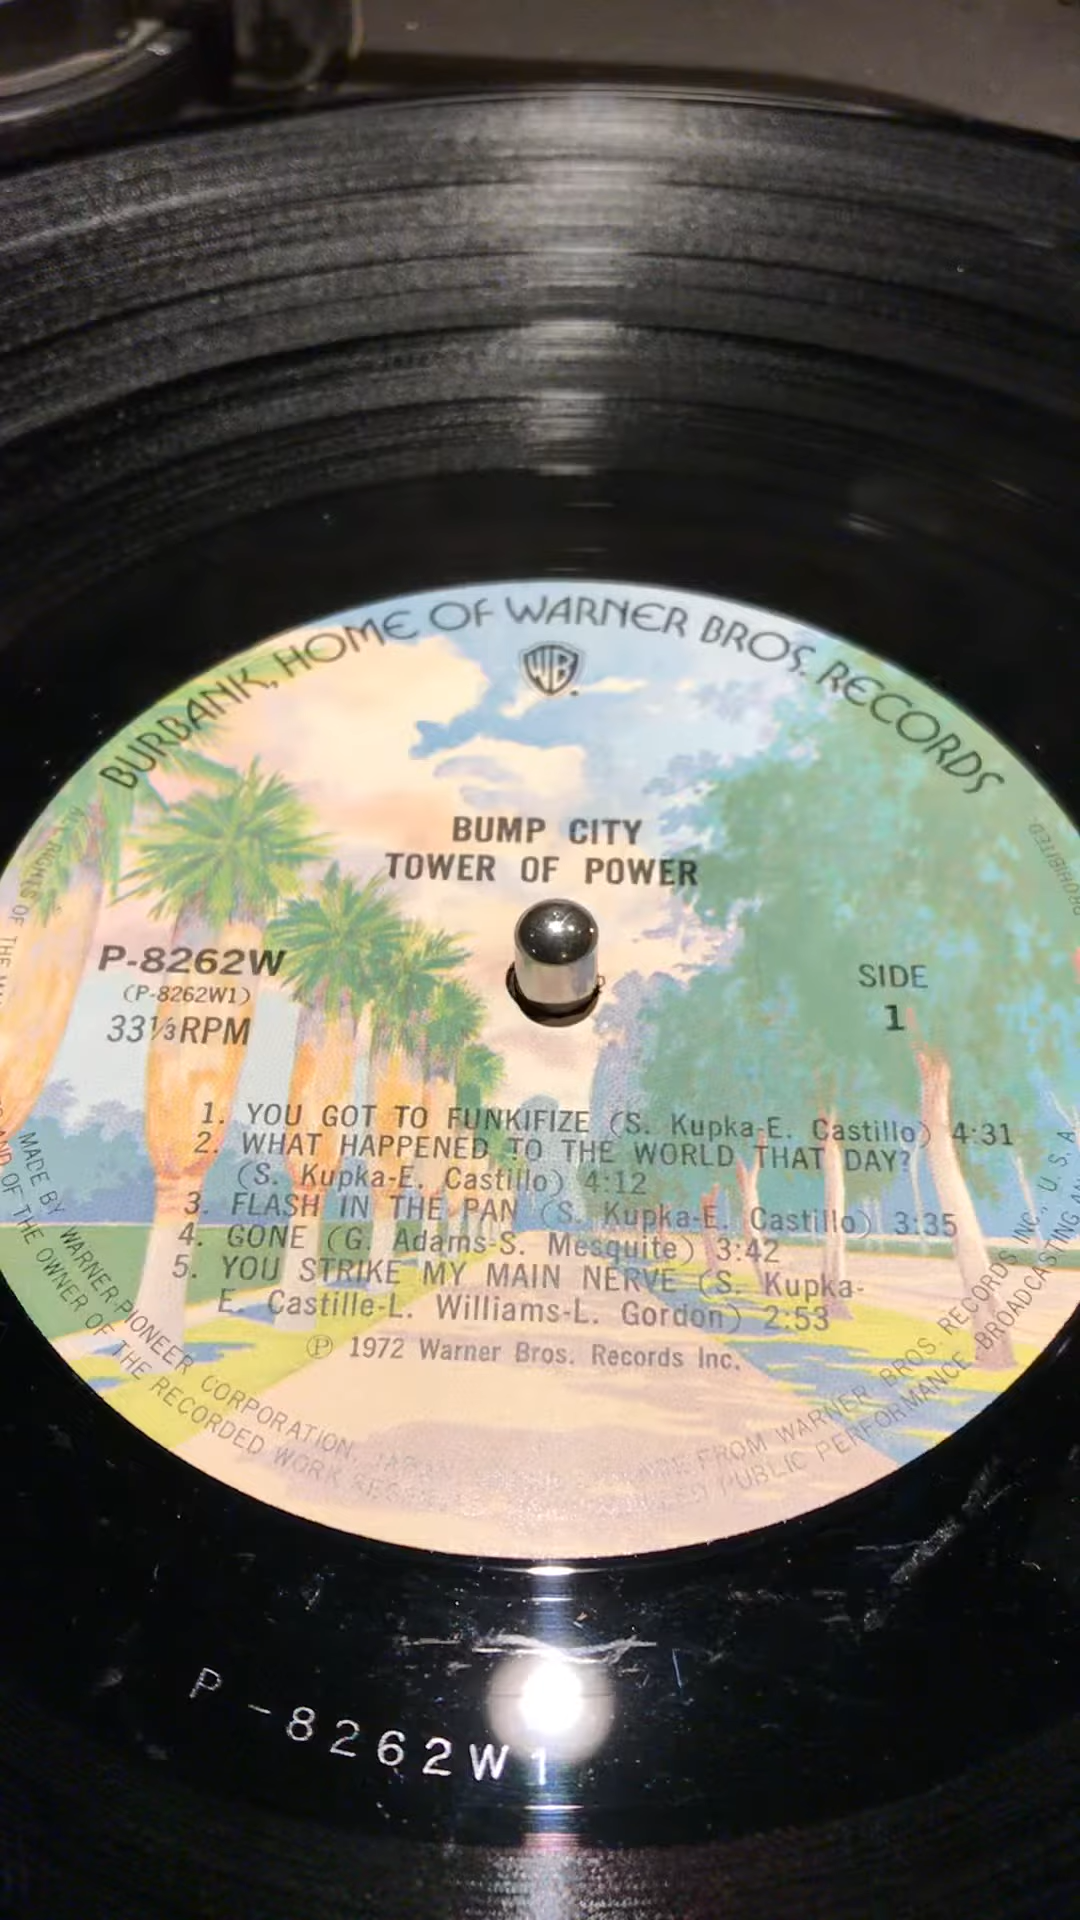 BURBANK, HOME OF WARNER BROS. RECORDS
WB
BUMP CITY
TOWER OF POWER
P-8262W
(P-8262W1)
33⅓RPM
SIDE
1
1. YOU GOT TO FUNKIFIZE (S. Kupka-E. Castillo) 4:31
2. WHAT HAPPENED TO THE WORLD THAT DAY?
(S. Kupka-E. Castillo) 4:12
3. FLASH IN THE PAN (S. Kupka-E. Castillo) 3:35
4. GONE (G. Adams-S. Mesquite) 3:42
5. YOU STRIKE MY MAIN NERVE (S. Kupka-
E. Castille-L. Williams-L. Gordon) 2:53
Ⓟ 1972 Warner Bros. Records Inc.
MADE BY WARNER-PIONEER CORPORATION, JAPAN FROM WARNER BROS. RECORDS INC., U.S.A.
RIGHTS OF THE AND OF THE OWNER OF THE RECORDED WORK PUBLIC PERFORMANCE BROADCASTING PROHIBITED.
P-8262W1